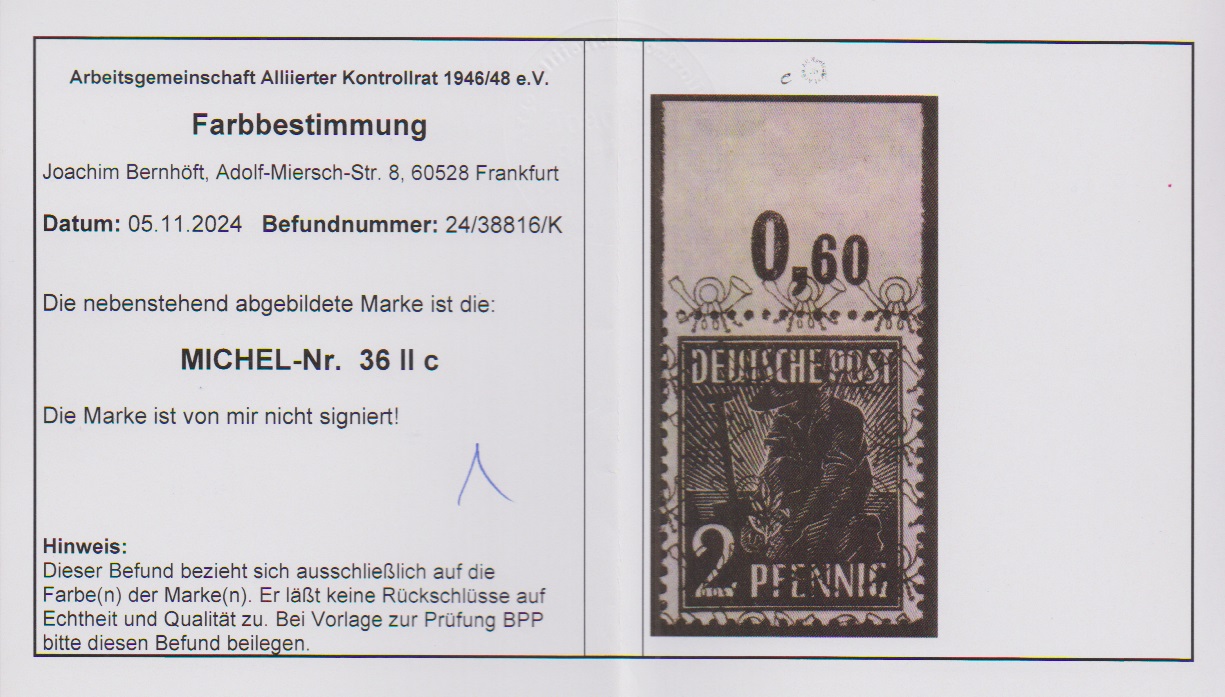 Arbeitsgemeinschaft Alliierter Kontrollrat 1946/48 e.V.
Farbbestimmung
Joachim Bernhöft, Adolf-Miersch-Str. 8, 60528 Frankfurt
Datum: 05.11.2024 Befundnummer: 24/38816/K
Die nebenstehend abgebildete Marke ist die:
MICHEL-Nr. 36 II c
Die Marke ist von mir nicht signiert!
Hinweis:
Dieser Befund bezieht sich ausschließlich auf die
Farbe(n) der Marke(n). Er läßt keine Rückschlüsse auf
Echtheit und Qualität zu. Bei Vorlage zur Prüfung BPP
bitte diesen Befund beilegen.
c
0,60
DEUTSCHE POST
2 PFENNIG